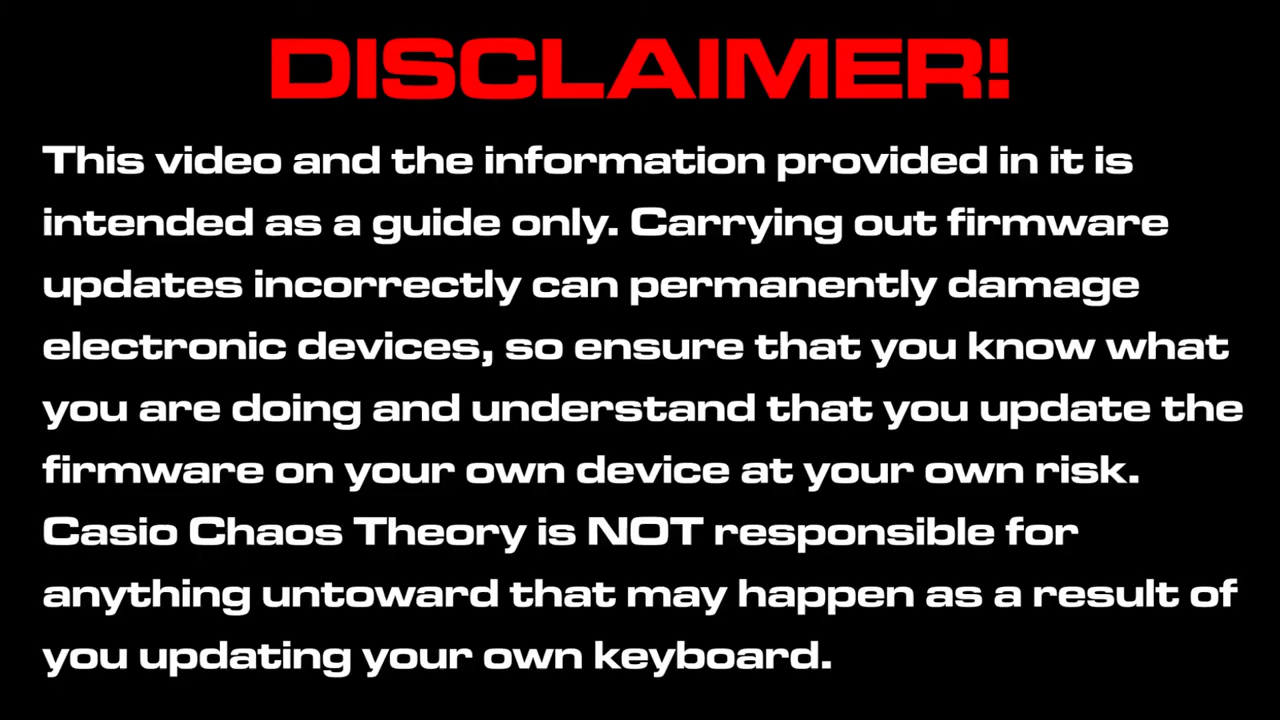 DISCLAIMER!
This video and the information provided in it is
intended as a guide only. Carrying out firmware
updates incorrectly can permanently damage
electronic devices, so ensure that you know what
you are doing and understand that you update the
firmware on your own device at your own risk.
Casio Chaos Theory is NOT responsible for
anything untoward that may happen as a result of
you updating your own keyboard.